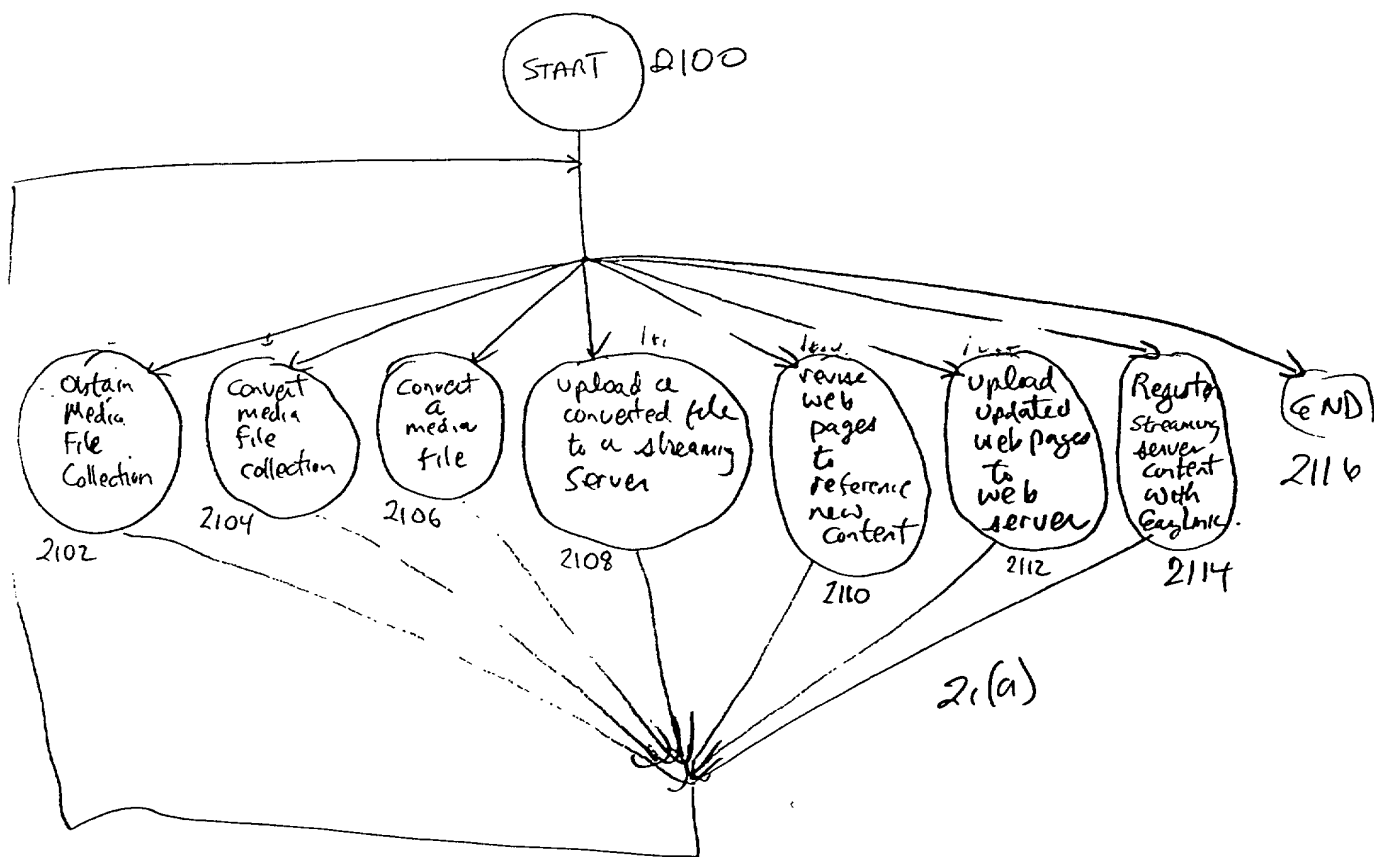 START 2100
Obtain
Media
File
Collection
2102
Convert
media
file
collection
2104
Convert
a
media
file
2106
upload a
converted file
to a streaming
Server
2108
revise
web
pages
to
reference
new
content
2110
upload
updated
web pages
to
web
server
2112
Register
streaming
server
content
with
2114
END
2116
21(a)